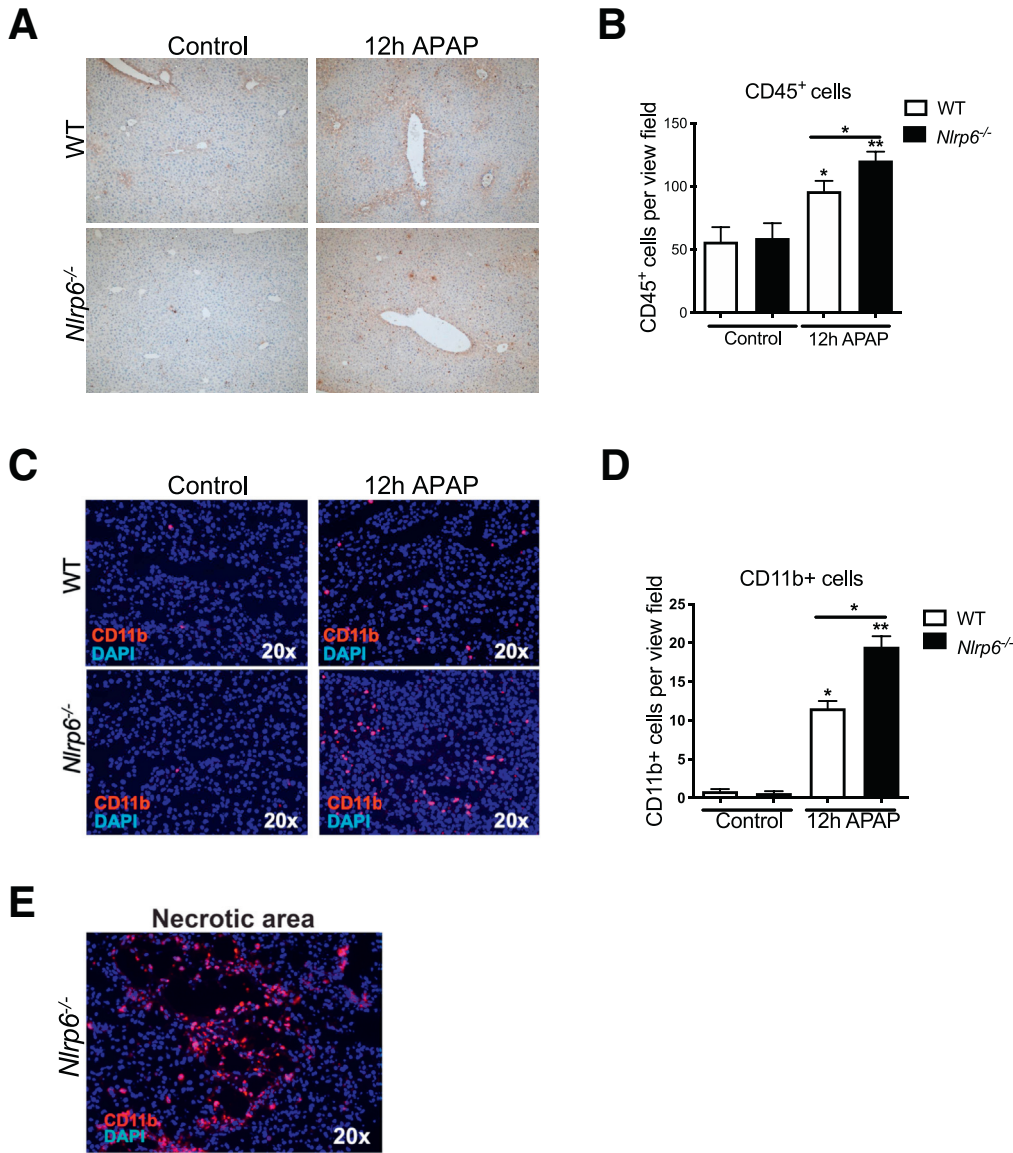 A
Control
12h APAP
WT
Nlrp6-/-
B
CD45+ cells
CD45+ cells per view field
150
100
50
0
*
**
*
Control
12h APAP
WT
Nlrp6-/-
C
Control
12h APAP
WT
CD11b
DAPI
20x
CD11b
DAPI
20x
Nlrp6-/-
CD11b
DAPI
20x
CD11b
DAPI
20x
D
CD11b+ cells
CD11b+ cells per view field
25
20
15
10
5
0
*
**
*
Control
12h APAP
WT
Nlrp6-/-
E
Necrotic area
Nlrp6-/-
CD11b
DAPI
20x